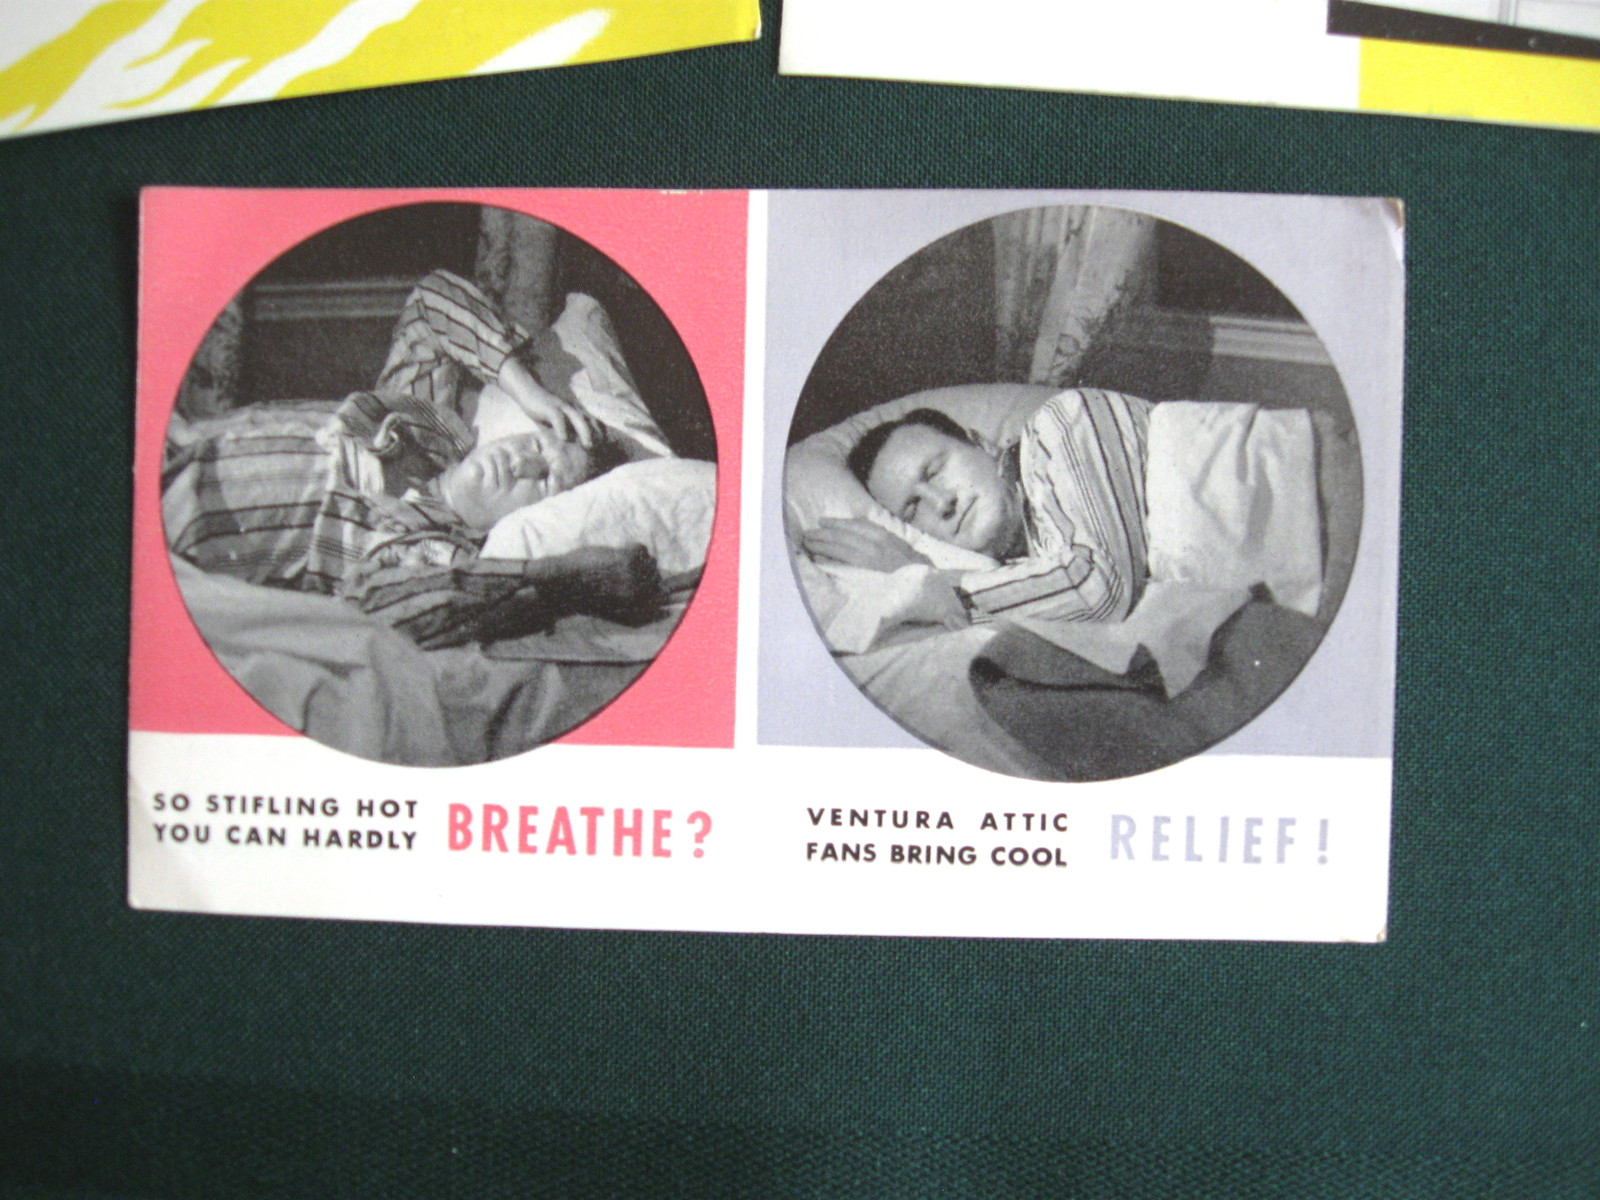 SO STIFLING HOT
YOU CAN HARDLY
BREATHE?
VENTURA ATTIC
FANS BRING COOL
RELIEF!